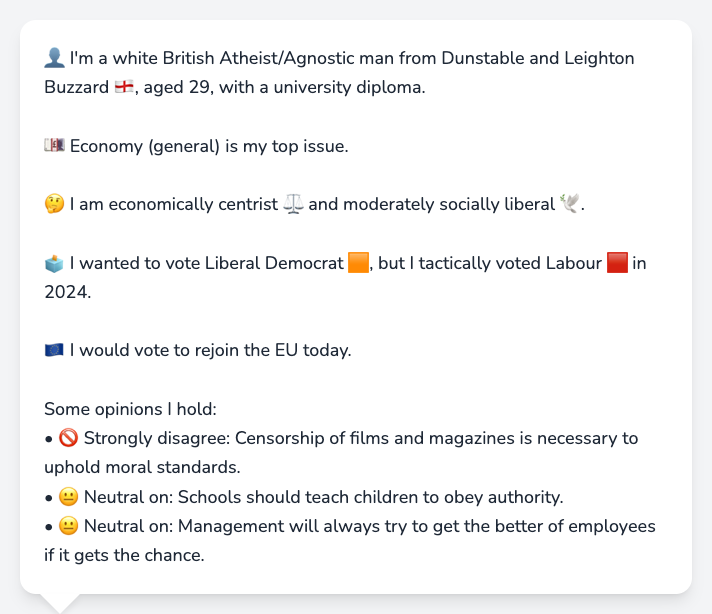 👤 I'm a white British Atheist/Agnostic man from Dunstable and Leighton
Buzzard 🏴󠁧󠁢󠁥󠁮󠁧󠁿, aged 29, with a university diploma.
💷 Economy (general) is my top issue.
🤔 I am economically centrist ⚖️ and moderately socially liberal 🕊️.
🗳️ I wanted to vote Liberal Democrat 🟧, but I tactically voted Labour 🟥 in
2024.
🇪🇺 I would vote to rejoin the EU today.
Some opinions I hold:
• 🚫 Strongly disagree: Censorship of films and magazines is necessary to
uphold moral standards.
• 😐 Neutral on: Schools should teach children to obey authority.
• 😐 Neutral on: Management will always try to get the better of employees
if it gets the chance.